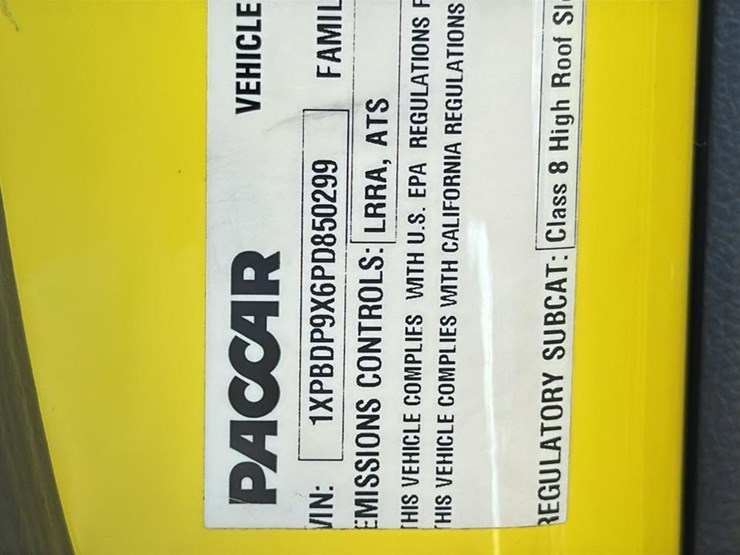 PACCAR VEHICLE
VIN: 1XPBDP9X6PD850299 FAMIL
EMISSIONS CONTROLS: LRRA, ATS
THIS VEHICLE COMPLIES WITH U.S. EPA REGULATIONS F
THIS VEHICLE COMPLIES WITH CALIFORNIA REGULATIONS
REGULATORY SUBCAT: Class 8 High Roof Sl